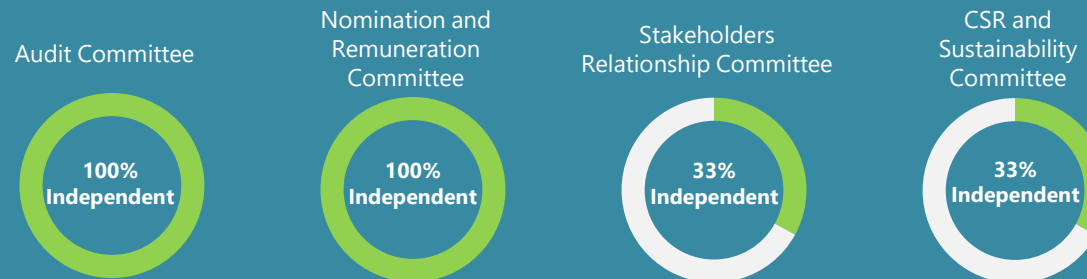 Audit Committee
100%
Independent
Nomination and
Remuneration
Committee
100%
Independent
Stakeholders
Relationship Committee
33%
Independent
CSR and
Sustainability
Committee
33%
Independent